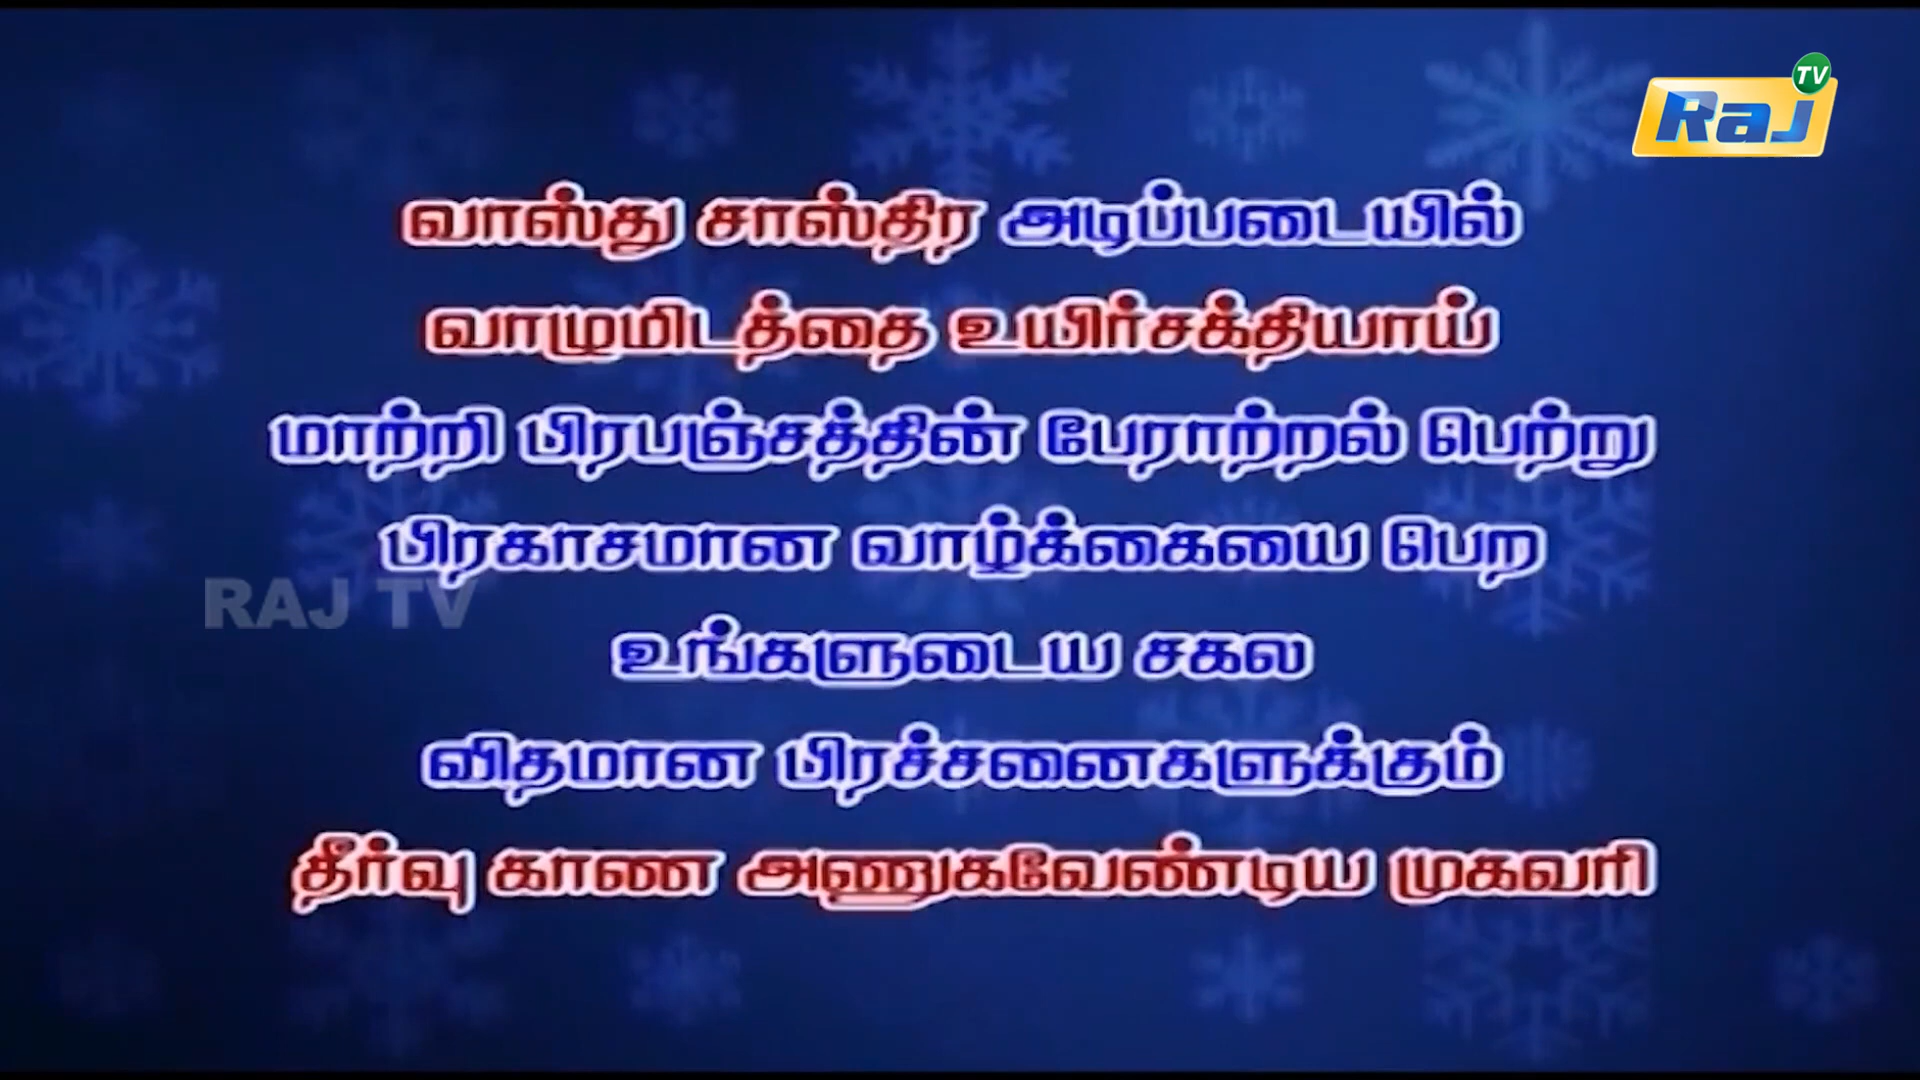 Raj TV
வாஸ்து சாஸ்திர அடிப்படையில்
வாழுமிடத்தை உயிர்சக்தியாய்
மாற்றி பிரபஞ்சத்தின் பேராற்றல் பெற்று
பிரகாசமான வாழ்க்கையை பெற
RAJ TV
உங்களுடைய சகல
விதமான பிரச்சனைகளுக்கும்
தீர்வு காண அணுகவேண்டிய முகவரி